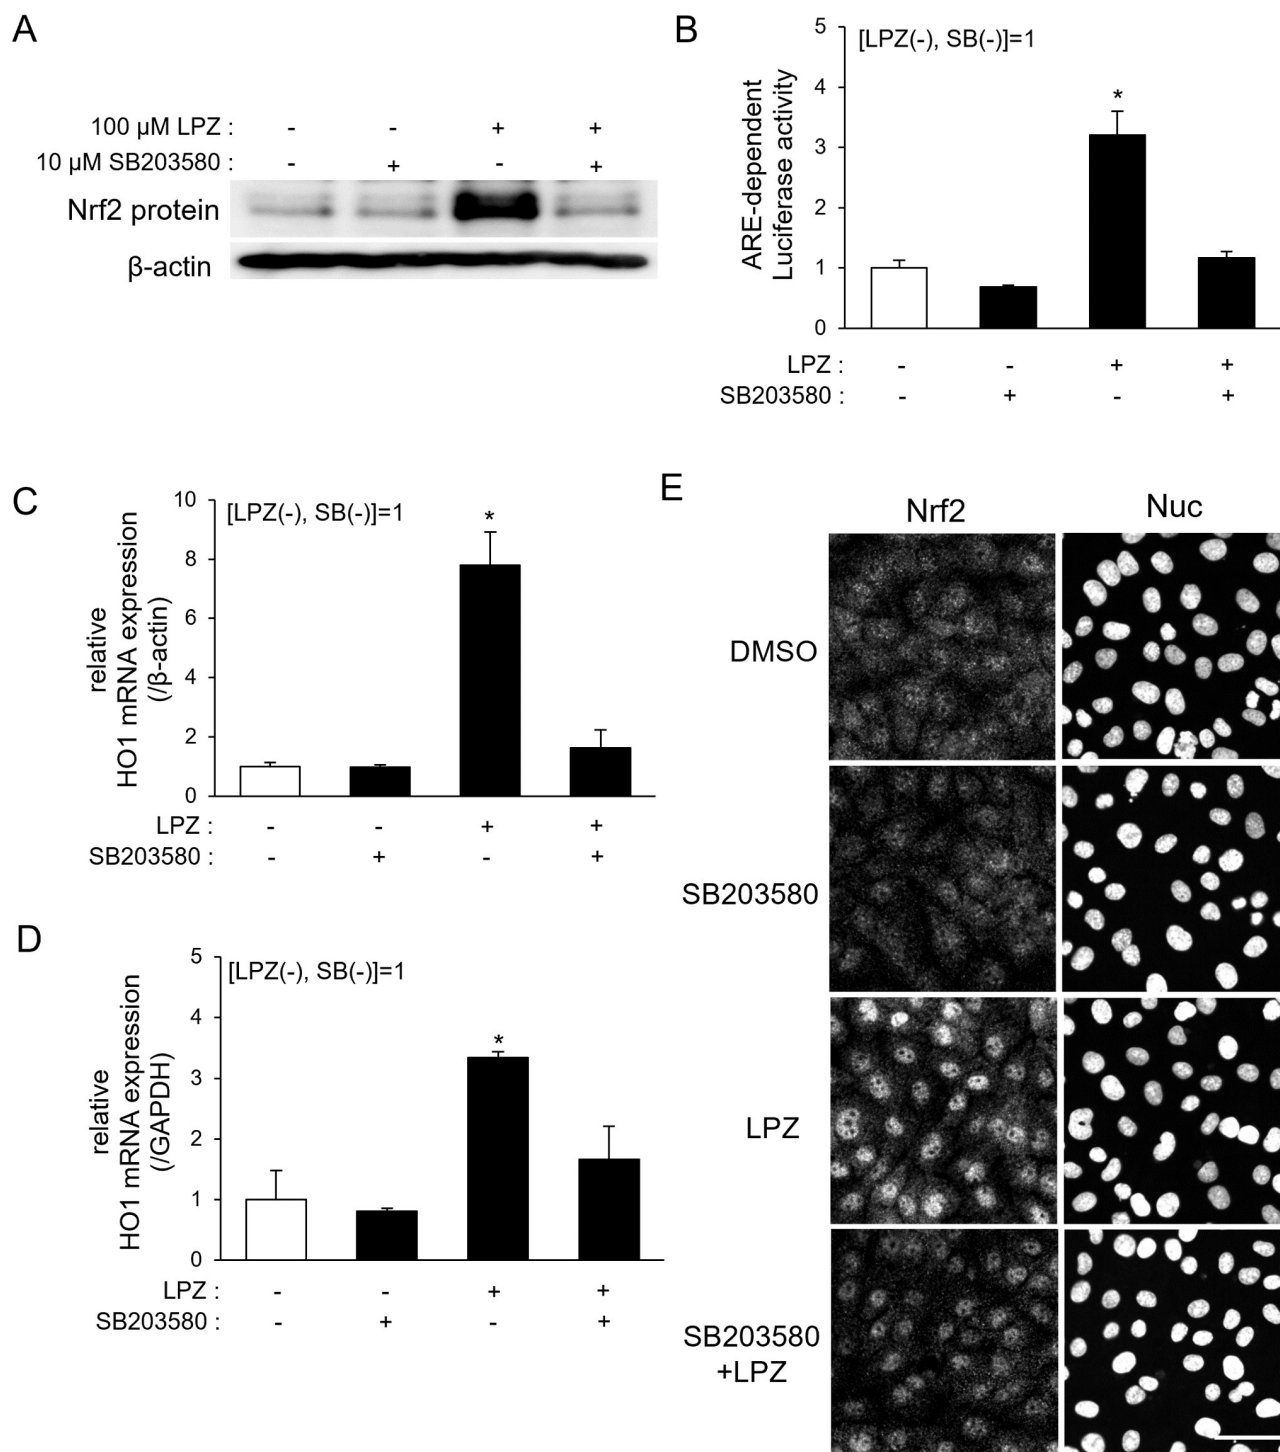 A
100 µM LPZ : - - + +
10 µM SB203580 : - + - +
Nrf2 protein
β-actin
B
[LPZ(-), SB(-)]=1
ARE-dependent
Luciferase activity
5
4
3
2
1
0
*
LPZ : - - + +
SB203580 : - + - +
C
[LPZ(-), SB(-)]=1
relative
HO1 mRNA expression
(/β-actin)
10
8
6
4
2
0
*
LPZ : - - + +
SB203580 : - + - +
D
[LPZ(-), SB(-)]=1
relative
HO1 mRNA expression
(/GAPDH)
5
4
3
2
1
0
*
LPZ : - - + +
SB203580 : - + - +
E
Nrf2 Nuc
DMSO
SB203580
LPZ
SB203580
+LPZ